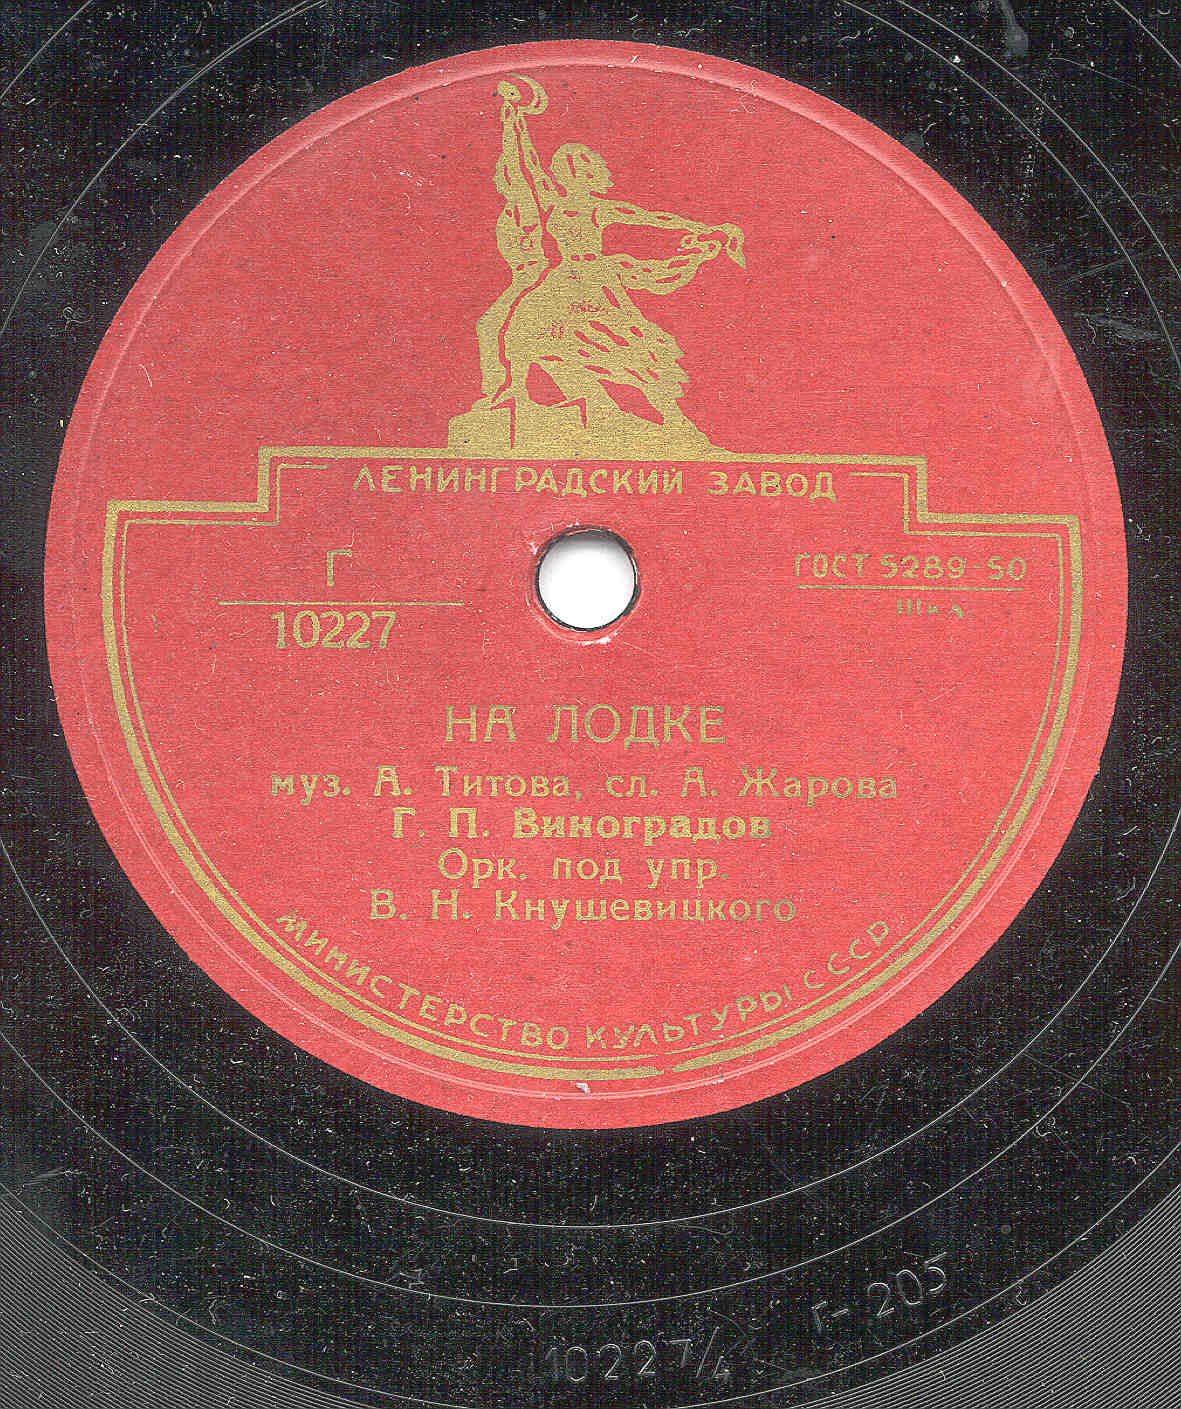 ЛЕНИНГРАДСКИЙ ЗАВОД
Г
10227
ГОСТ 5289-50
III и А
НА ЛОДКЕ
муз. А. Титова, сл. А. Жарова
Г. П. Виноградов
Орк. под упр.
В. Н. Кнушевицкого
МИНИСТЕРСТВО КУЛЬТУРЫ СССР
Г-205
10227/4